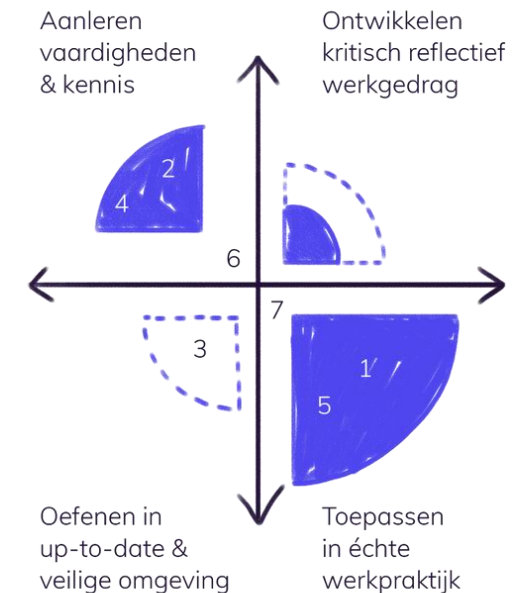 Aanleren
vaardigheden
& kennis
Ontwikkelen
kritisch reflectief
werkgedrag
2
4
6
7
3
1
5
Oefenen in
up-to-date &
veilige omgeving
Toepassen
in échte
werkpraktijk